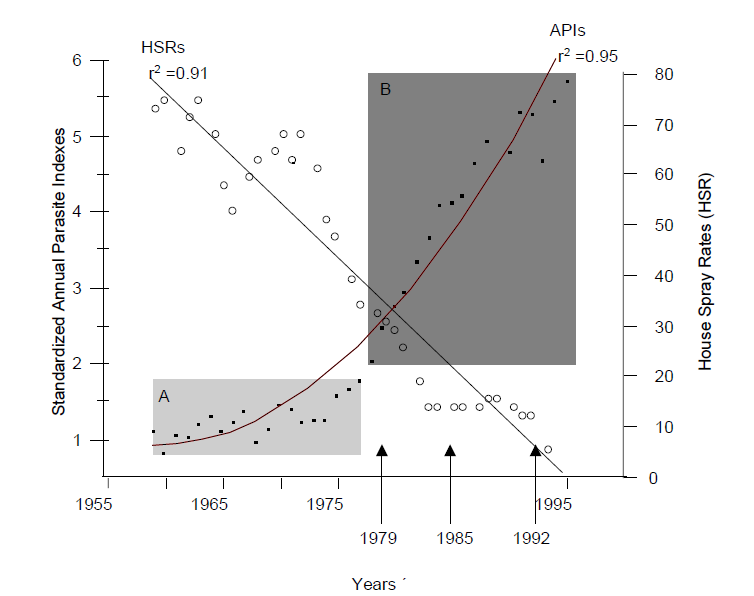 APIs
r2 =0.95
HSRs
r2 =0.91
6
5
4
3
2
1
Standardized Annual Parasite Indexes
A
B
80
70
60
50
40
30
20
10
0
House Spray Rates (HSR)
1955 1965 1975 1995
1979 1985 1992
Years ´